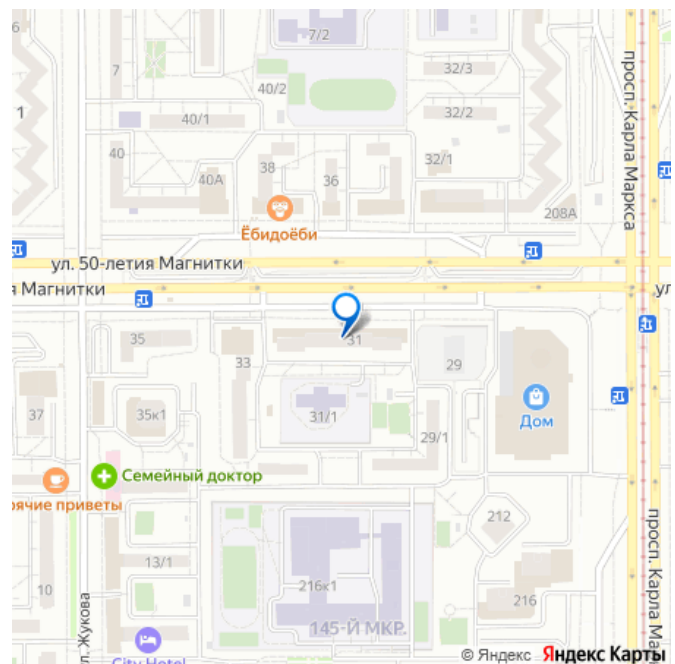 7/2
7
32/3
40/2
1
32/2
40/1
просп. Карла Маркса
40
38
32/1
40А
36
208А
Ёбидоёби
ул. 50-летия Магнитки
я Магнитки
ул
35
31
33
29
37
35к1
31/1
Дом
29/1
Семейный доктор
рячие приветы
212
13/1
просп. Карла Ма
10
216к1
216
145-Й МКР.
л. Жукова
City Hotel
© Яндекс Яндекс Карты